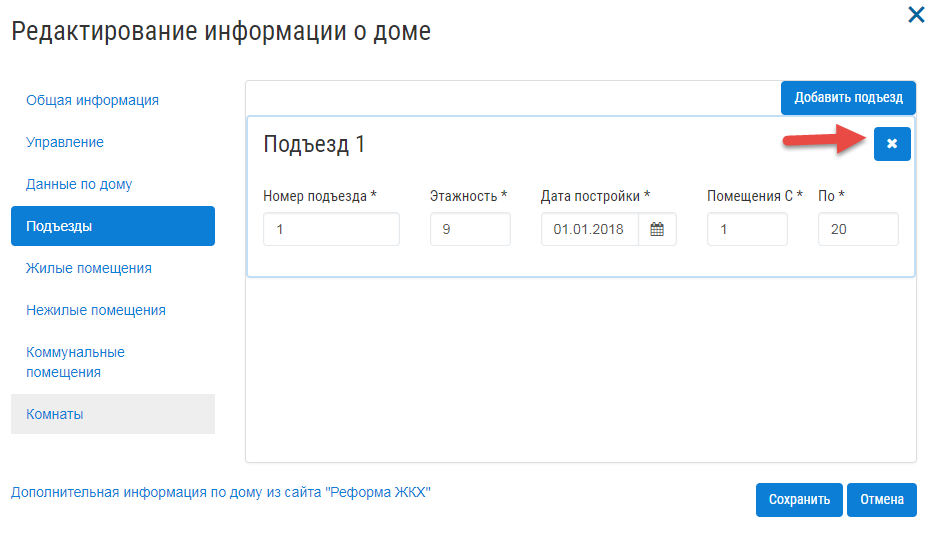 Редактирование информации о доме
Общая информация
Управление
Данные по дому
Подъезды
Жилые помещения
Нежилые помещения
Коммунальные
помещения
Комнаты
Добавить подъезд
Подъезд 1
Номер подъезда * Этажность * Дата постройки * Помещения С * По *
1 9 01.01.2018 1 20
Дополнительная информация по дому из сайта "Реформа ЖКХ"
Сохранить Отмена